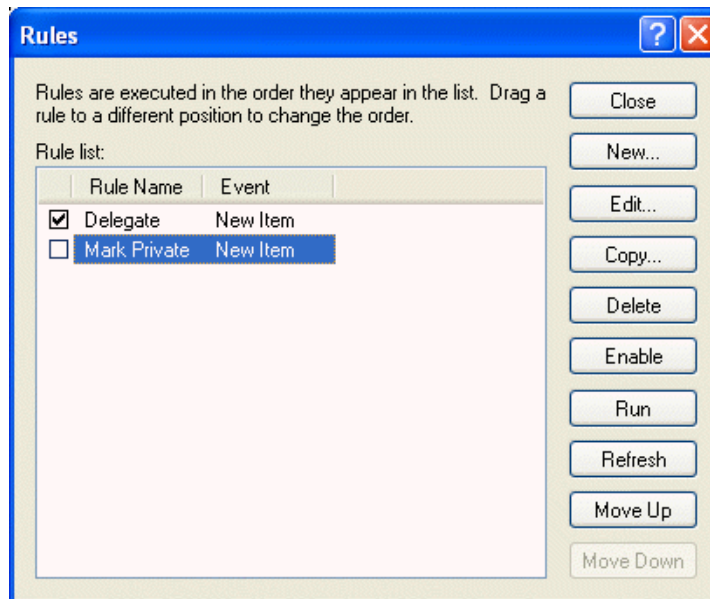 Rules
Rules are executed in the order they appear in the list.  Drag a
rule to a different position to change the order.
Rule list:
Rule Name Event
Delegate New Item
Mark Private New Item
Close
New...
Edit...
Copy...
Delete
Enable
Run
Refresh
Move Up
Move Down